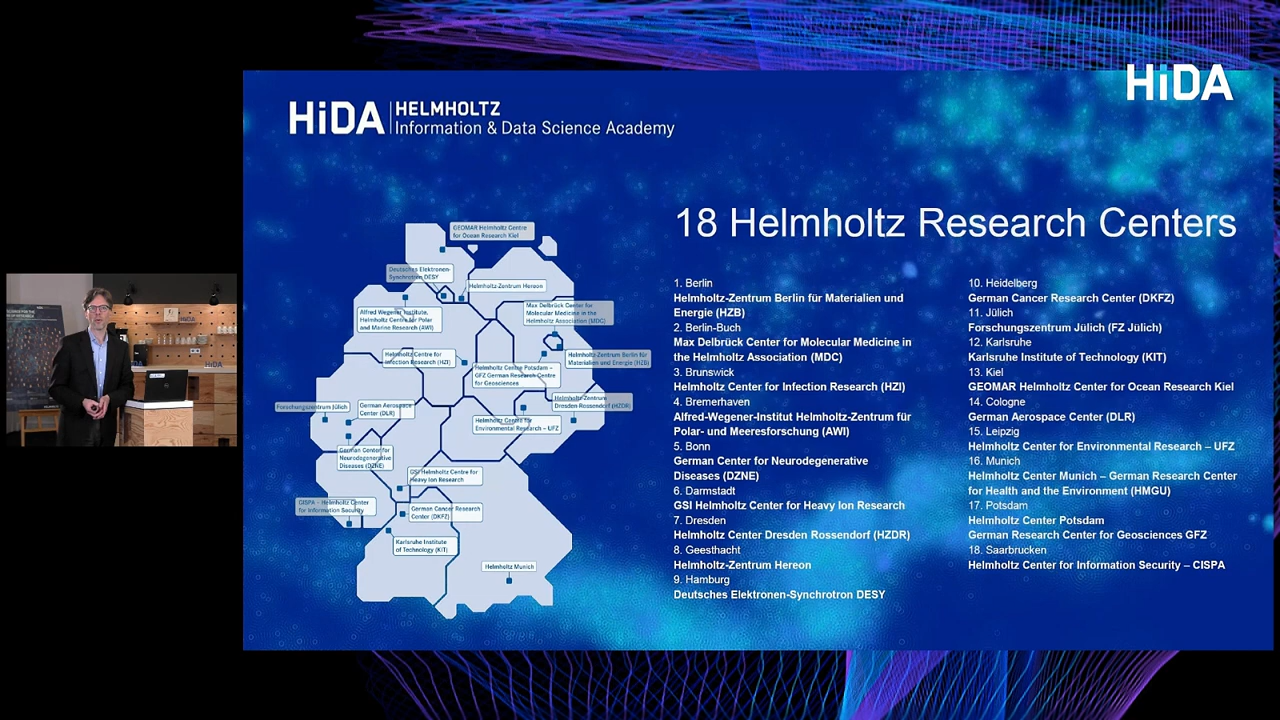 HiDA
HiDA
HELMHOLTZ
Information & Data Science Academy
18 Helmholtz Research Centers
GEOMAR Helmholtz Centre
for Ocean Research Kiel
Deutsches Elektronen-
Synchrotron DESY
Helmholtz-Zentrum Hereon
Alfred Wegener Institute,
Helmholtz Centre for Polar
and Marine Research (AWI)
Max Delbrück Center for
Molecular Medicine in the
Helmholtz Association (MDC)
Helmholtz Centre for
Infection Research (HZI)
Helmholtz-Zentrum Berlin für
Materialien und Energie (HZB)
Helmholtz Centre Potsdam –
GFZ German Research Centre
for Geosciences
Helmholtz-Zentrum
Dresden-Rossendorf (HZDR)
Forschungszentrum Jülich
German Aerospace
Center (DLR)
Helmholtz Centre for
Environmental Research – UFZ
German Center for
Neurodegenerative
Diseases (DZNE)
GSI Helmholtz Centre for
Heavy Ion Research
CISPA – Helmholtz Center
for Information Security
German Cancer Research
Center (DKFZ)
Karlsruhe Institute
of Technology (KIT)
Helmholtz Munich
1. Berlin
Helmholtz-Zentrum Berlin für Materialien und
Energie (HZB)
2. Berlin-Buch
Max Delbrück Center for Molecular Medicine in
the Helmholtz Association (MDC)
3. Brunswick
Helmholtz Center for Infection Research (HZI)
4. Bremerhaven
Alfred-Wegener-Institut Helmholtz-Zentrum für
Polar- und Meeresforschung (AWI)
5. Bonn
German Center for Neurodegenerative
Diseases (DZNE)
6. Darmstadt
GSI Helmholtz Center for Heavy Ion Research
7. Dresden
Helmholtz Center Dresden Rossendorf (HZDR)
8. Geesthacht
Helmholtz-Zentrum Hereon
9. Hamburg
Deutsches Elektronen-Synchrotron DESY
10. Heidelberg
German Cancer Research Center (DKFZ)
11. Jülich
Forschungszentrum Jülich (FZ Jülich)
12. Karlsruhe
Karlsruhe Institute of Technology (KIT)
13. Kiel
GEOMAR Helmholtz Center for Ocean Research Kiel
14. Cologne
German Aerospace Center (DLR)
15. Leipzig
Helmholtz Center for Environmental Research – UFZ
16. Munich
Helmholtz Center Munich – German Research Center
for Health and the Environment (HMGU)
17. Potsdam
Helmholtz Center Potsdam
German Research Center for Geosciences GFZ
18. Saarbrucken
Helmholtz Center for Information Security – CISPA
HiDA